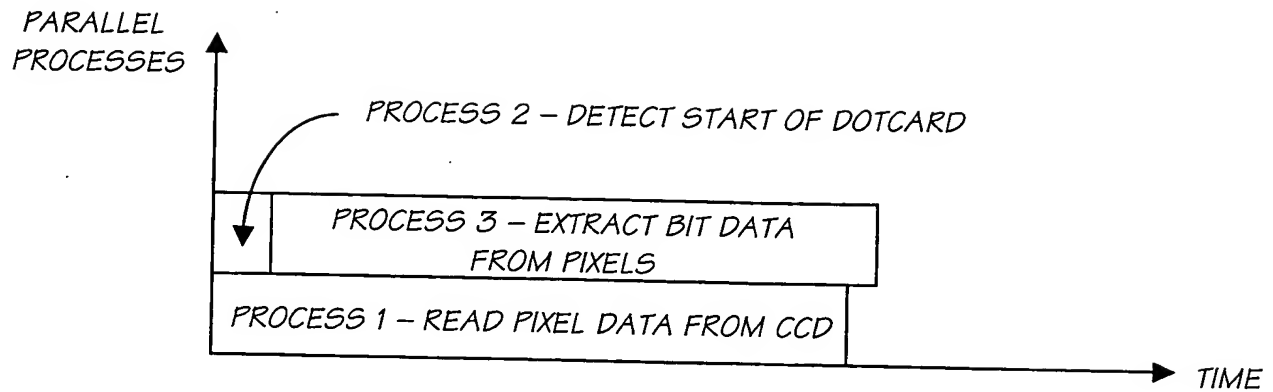 PARALLEL
PROCESSES
PROCESS 2 – DETECT START OF DOTCARD
PROCESS 3 – EXTRACT BIT DATA
FROM PIXELS
PROCESS 1 – READ PIXEL DATA FROM CCD
TIME